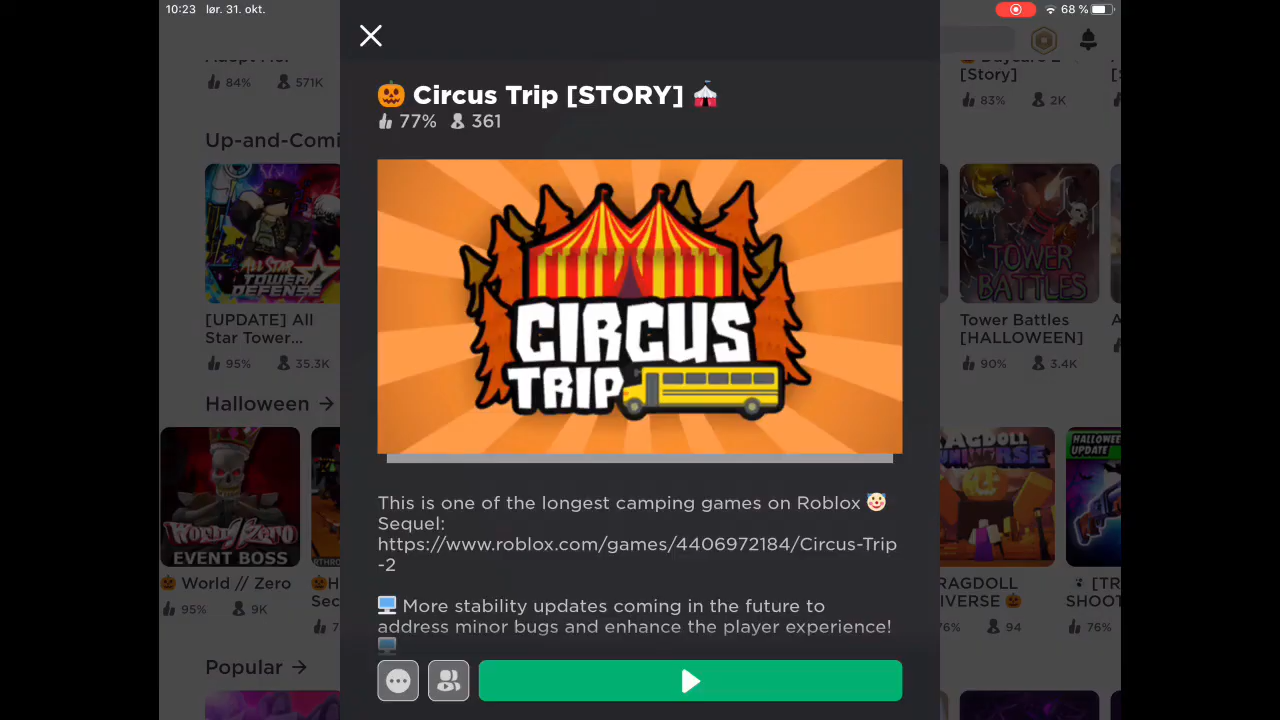 10:23 lør. 31. okt.
68 %
84% 571K
Up-and-Comi
ALL STAR
TOWER
DEFENSE
[UPDATE] All
Star Tower...
95% 35.3K
Halloween →
World // Zero
EVENT BOSS
🎃 World // Zero
95% 9K
Popular →
🎃 Circus Trip [STORY] 🎪
77% 361
CIRCUS
TRIP
This is one of the longest camping games on Roblox 🤡
Sequel:
https://www.roblox.com/games/4406972184/Circus-Trip
-2
🖥️ More stability updates coming in the future to
address minor bugs and enhance the player experience!
🖥️
[Story]
83% 2K
TOWER
BATTLES
Tower Battles
[HALLOWEEN]
90% 3.4K
RAGDOLL
HALLOWEEN
UPDATE
RAGDOLL
IVERSE 🎃
76% 94
[TR
SHOOT
76%